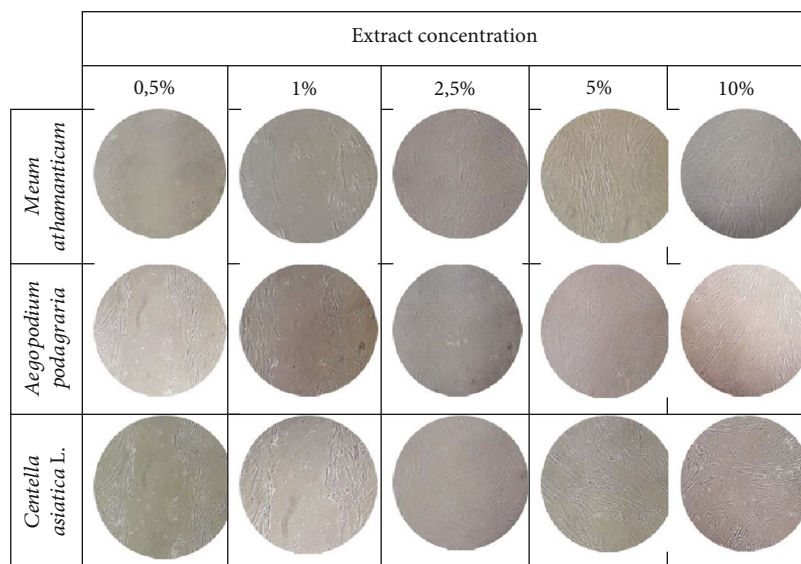 Extract concentration
0,5%
1%
2,5%
5%
10%
Meum
athamanticum
Aegopodium
podagraria
Centella
asiatica L.